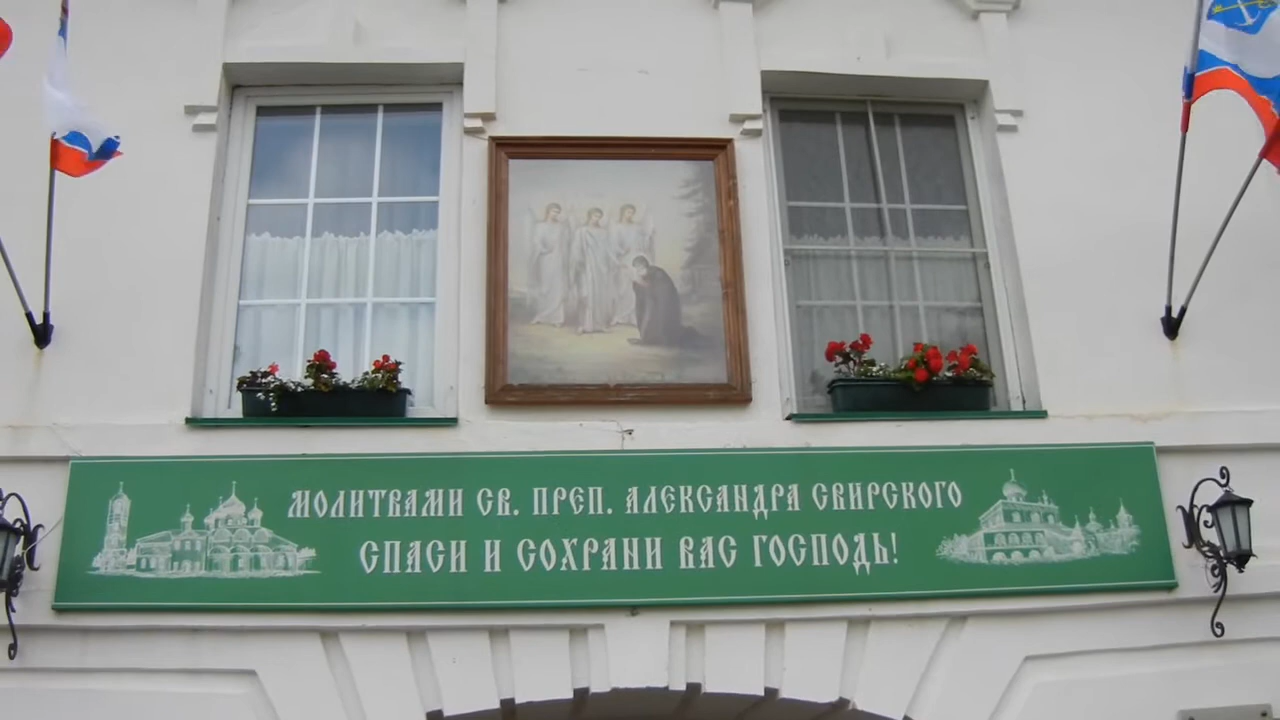 МОЛИТВАМИ СВ. ПРЕП. АЛЕКСАНДРА СВИРСКОГО
СПАСИ И СОХРАНИ ВАС ГОСПОДЬ!